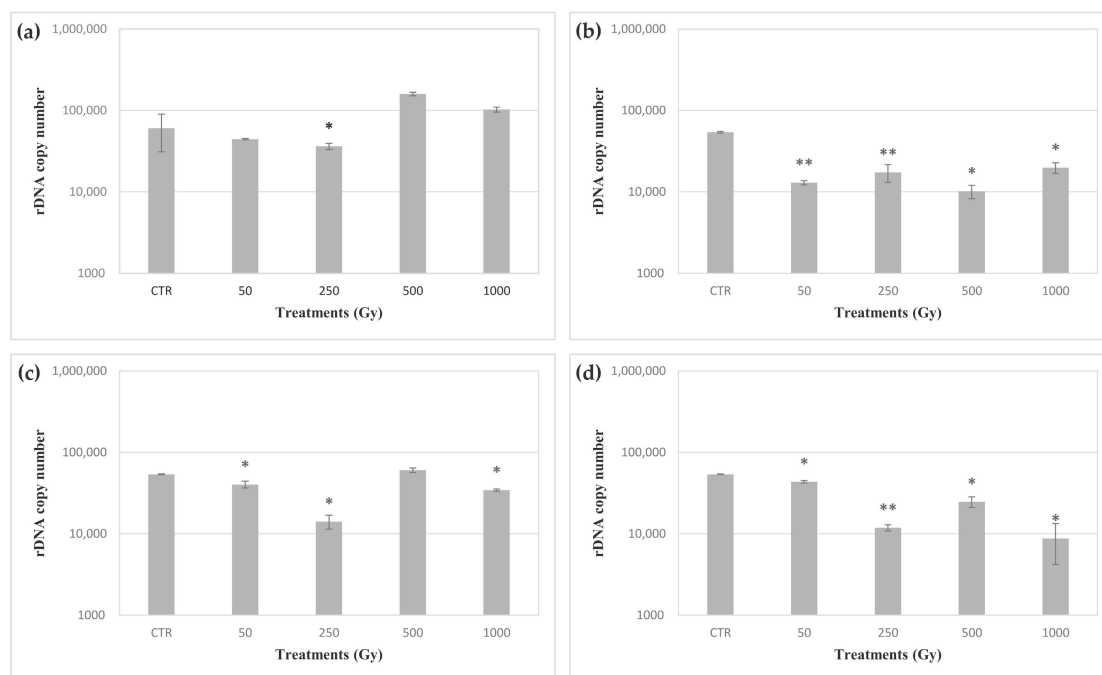 (a)
1,000,000
100,000
10,000
1000
rDNA copy number
*
CTR 50 250 500 1000
Treatments (Gy)
(b)
1,000,000
100,000
10,000
1000
rDNA copy number
** ** * *
CTR 50 250 500 1000
Treatments (Gy)
(c)
1,000,000
100,000
10,000
1000
rDNA copy number
* * *
CTR 50 250 500 1000
Treatments (Gy)
(d)
1,000,000
100,000
10,000
1000
rDNA copy number
* ** * *
CTR 50 250 500 1000
Treatments (Gy)